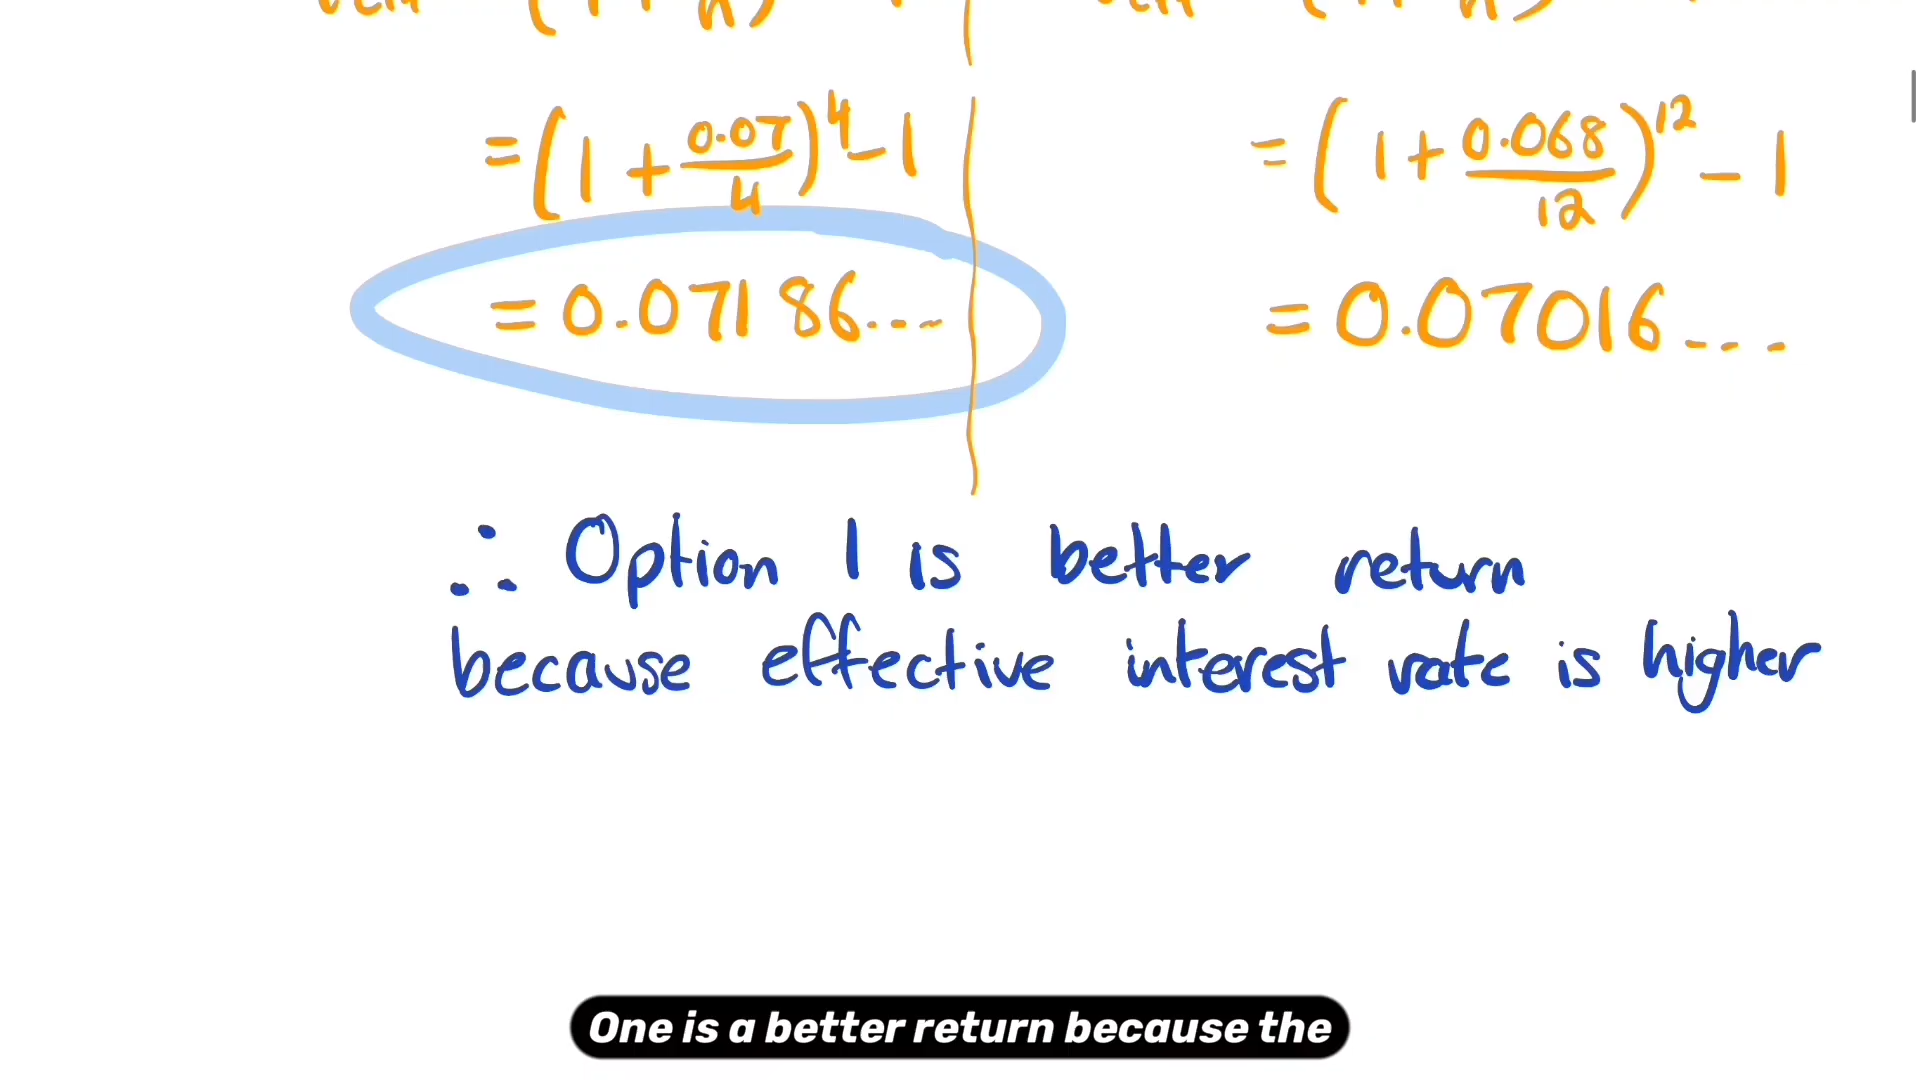 = (1 + 0.07/4)^4 - 1
= (1 + 0.068/12)^12 - 1
= 0.07186...
= 0.07016...
∴ Option 1 is better return
because effective interest rate is higher
One is a better return because the